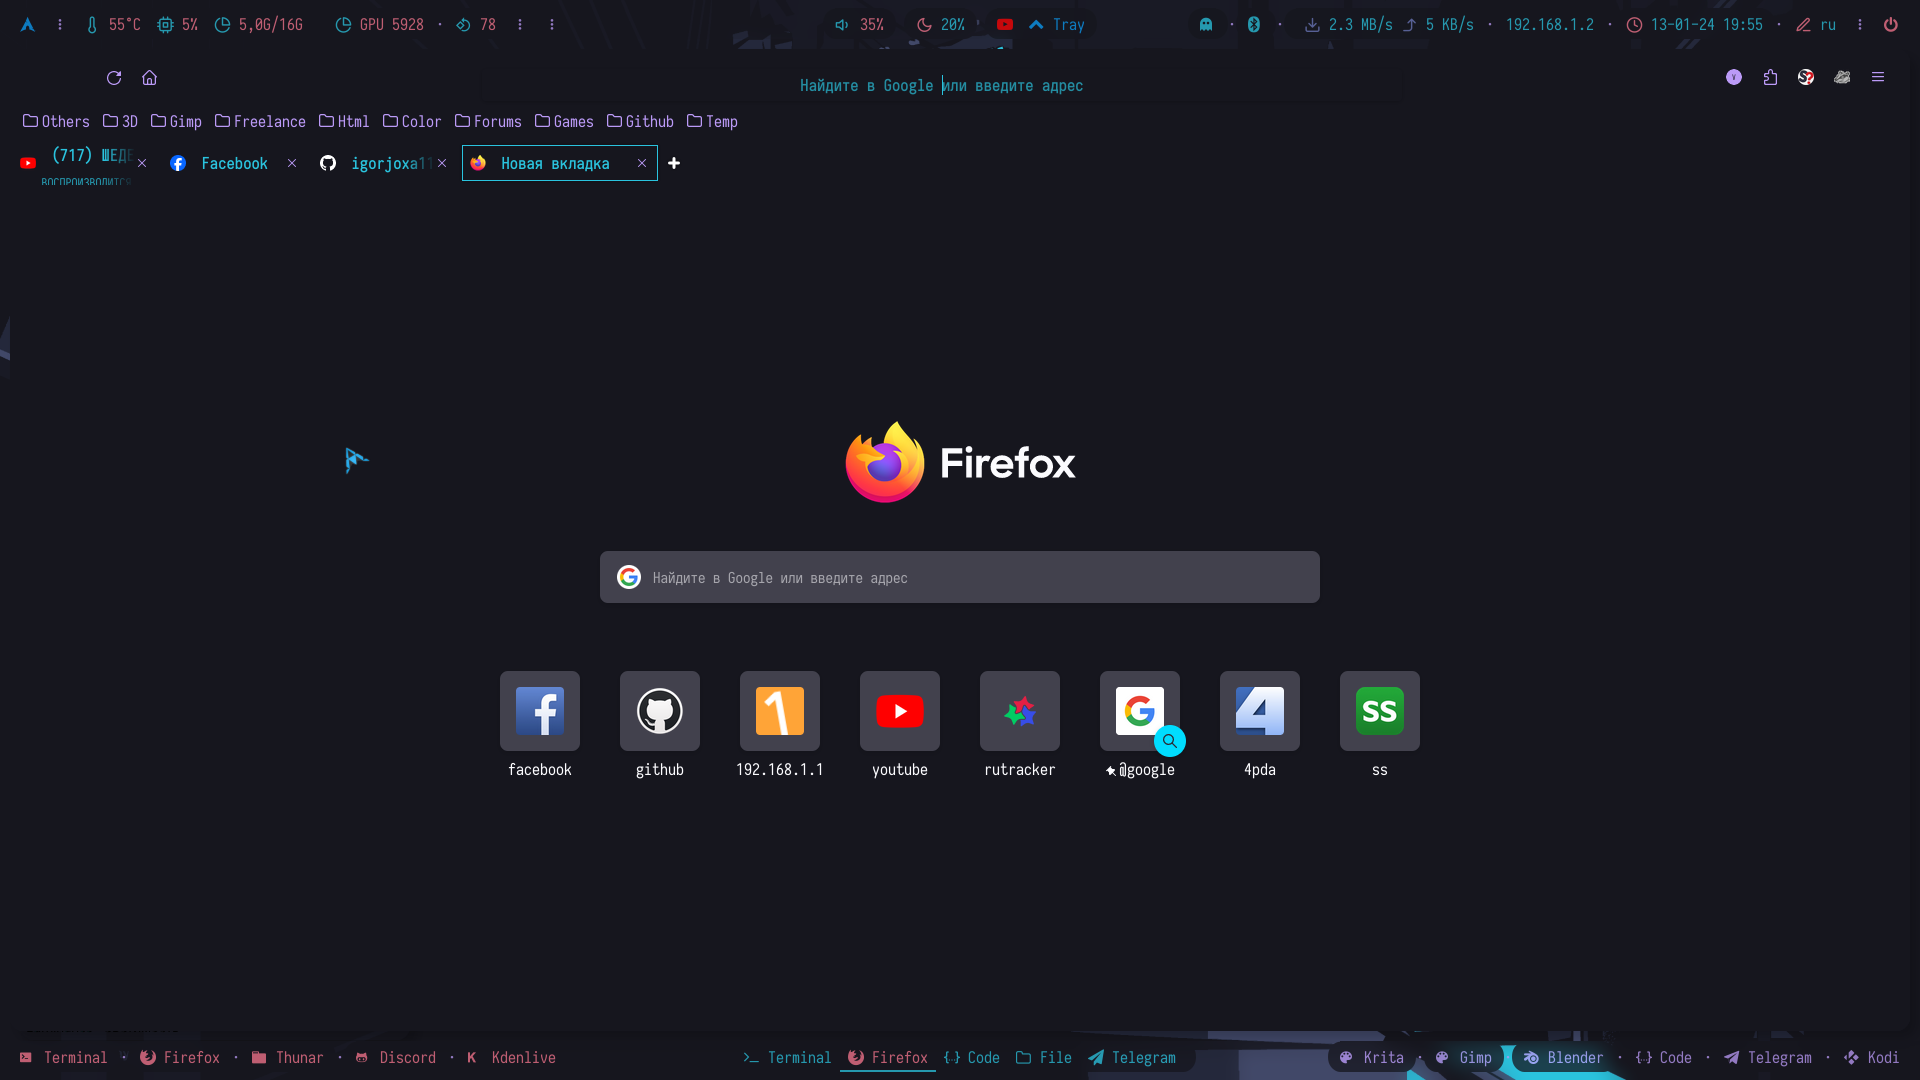 55°C 5% 5,0G/16G GPU 5928 78 35% 20% Tray 2.3 MB/s 5 KB/s 192.168.1.2 13-01-24 19:55 ru
Найдите в Google или введите адрес
Others 3D Gimp Freelance Html Color Forums Games Github Temp
(717) ШЕДЕ Facebook igorjoxa11 Новая вкладка
ВОСПРОИЗВОДИТСЯ
Firefox
Найдите в Google или введите адрес
facebook github 192.168.1.1 youtube rutracker @google 4pda ss
Terminal Firefox Thunar Discord Kdenlive Terminal Firefox Code File Telegram Krita Gimp Blender Code Telegram Kodi